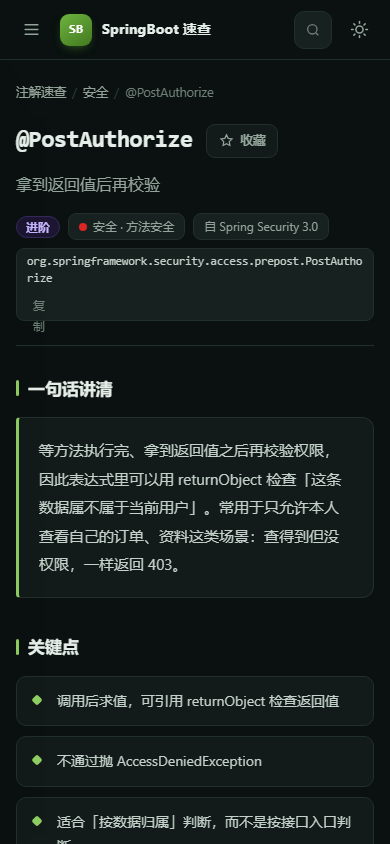 SB SpringBoot 速查
注解速查 / 安全 / @PostAuthorize
@PostAuthorize 收藏
拿到返回值后再校验
进阶 安全 · 方法安全 自 Spring Security 3.0
org.springframework.security.access.prepost.PostAutho
rize
复
制
一句话讲清
等方法执行完、拿到返回值之后再校验权限，
因此表达式里可以用 returnObject 检查「这条
数据属不属于当前用户」。常用于只允许本人
查看自己的订单、资料这类场景：查得到但没
权限，一样返回 403。
关键点
调用后求值，可引用 returnObject 检查返回值
不通过抛 AccessDeniedException
适合「按数据归属」判断，而不是按接口入口判